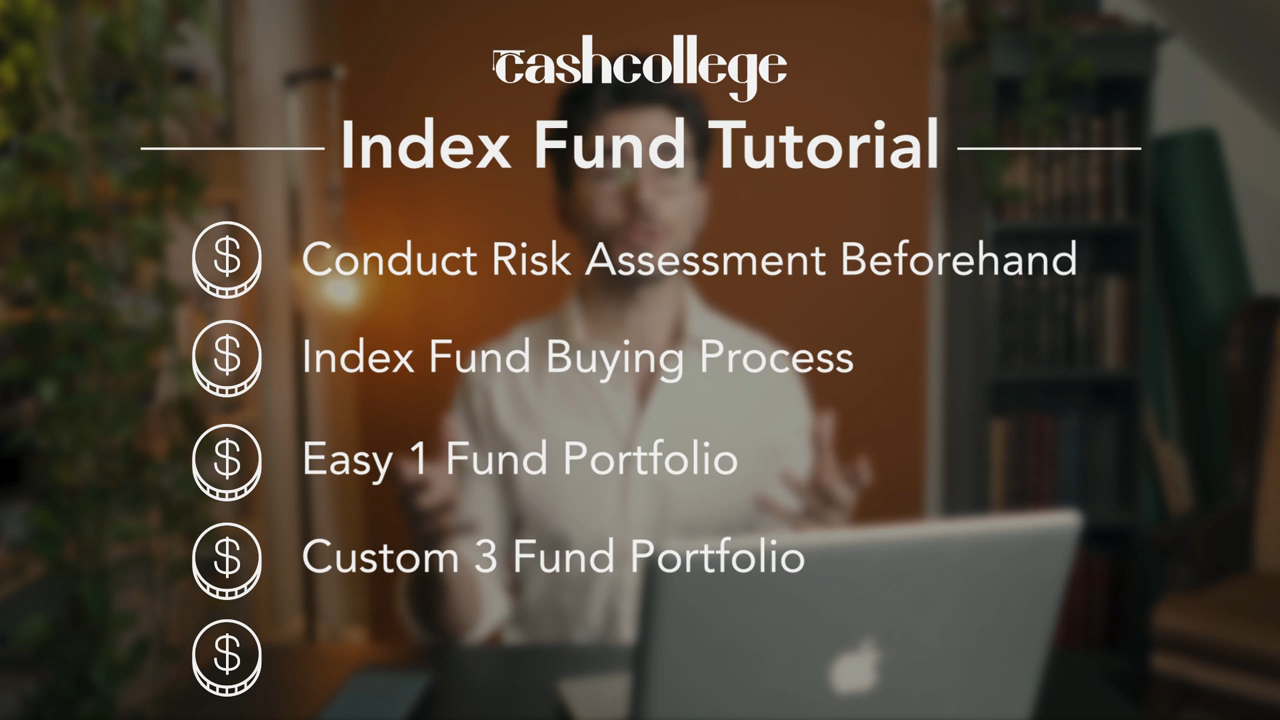 cashcollege
Index Fund Tutorial
$ Conduct Risk Assessment Beforehand
$ Index Fund Buying Process
$ Easy 1 Fund Portfolio
$ Custom 3 Fund Portfolio
$